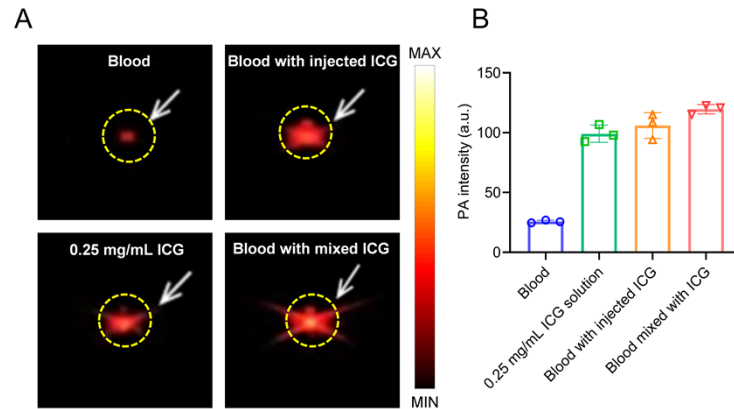 A
Blood
Blood with injected ICG
0.25 mg/mL ICG
Blood with mixed ICG
MAX
MIN
B
PA intensity (a.u.)
150
100
50
0
Blood
0.25 mg/mL ICG solution
Blood with injected ICG
Blood mixed with ICG